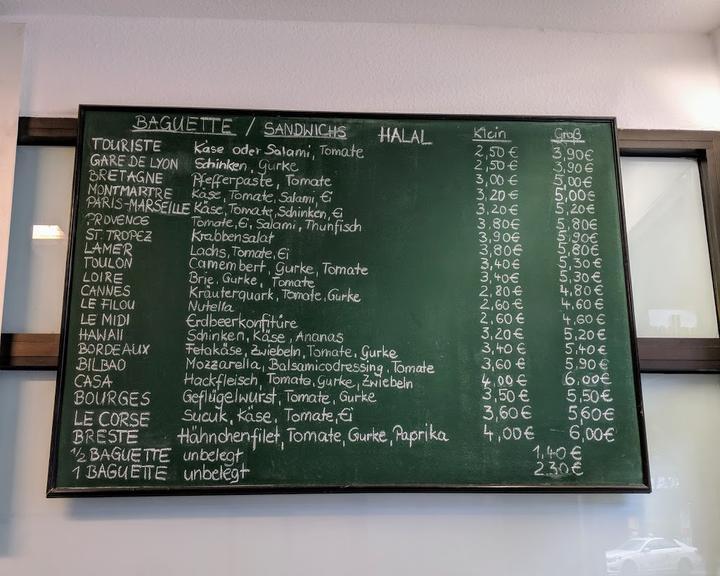 BAGUETTE / SANDWICHS HALAL Klein Groß
TOURISTE Käse oder Salami, Tomate 2,50€ 3,90€
GARE DE LYON Schinken, Gurke 2,50€ 3,90€
BRETAGNE Pfefferpaste, Tomate 3,00€ 5,00€
MONTMARTRE Käse, Tomate, Salami, Ei 3,20€ 5,00€
PARIS-MARSEILLE Käse, Tomate, Schinken, Ei 3,20€ 5,20€
PROVENCE Tomate, Ei, Salami, Thunfisch 3,80€ 5,80€
ST. TROPEZ Krabbensalat 3,90€ 5,90€
LAMER Lachs, Tomate, Ei 3,80€ 5,80€
TOULON Camembert, Gurke, Tomate 3,40€ 5,30€
LOIRE Brie, Gurke, Tomate 3,40€ 5,30€
CANNES Kräuterquark, Tomate, Gurke 2,80€ 4,80€
LE FILOU Nutella 2,60€ 4,60€
LE MIDI Erdbeerkonfitüre 2,60€ 4,60€
HAWAII Schinken, Käse, Ananas 3,20€ 5,20€
BORDEAUX Fetakäse, Zwiebeln, Tomate, Gurke 3,40€ 5,40€
BILBAO Mozzarella, Balsamicodressing, Tomate 3,60€ 5,90€
CASA Hackfleisch, Tomate, Gurke, Zwiebeln 4,00€ 6,00€
BOURGES Geflügelwurst, Tomate, Gurke 3,50€ 5,50€
LE CORSE Sucuk, Käse, Tomate, Ei 3,60€ 5,60€
BRESTE Hähnchenfilet, Tomate, Gurke, Paprika 4,00€ 6,00€
1/2 BAGUETTE unbelegt 1,40€
1 BAGUETTE unbelegt 2,30€